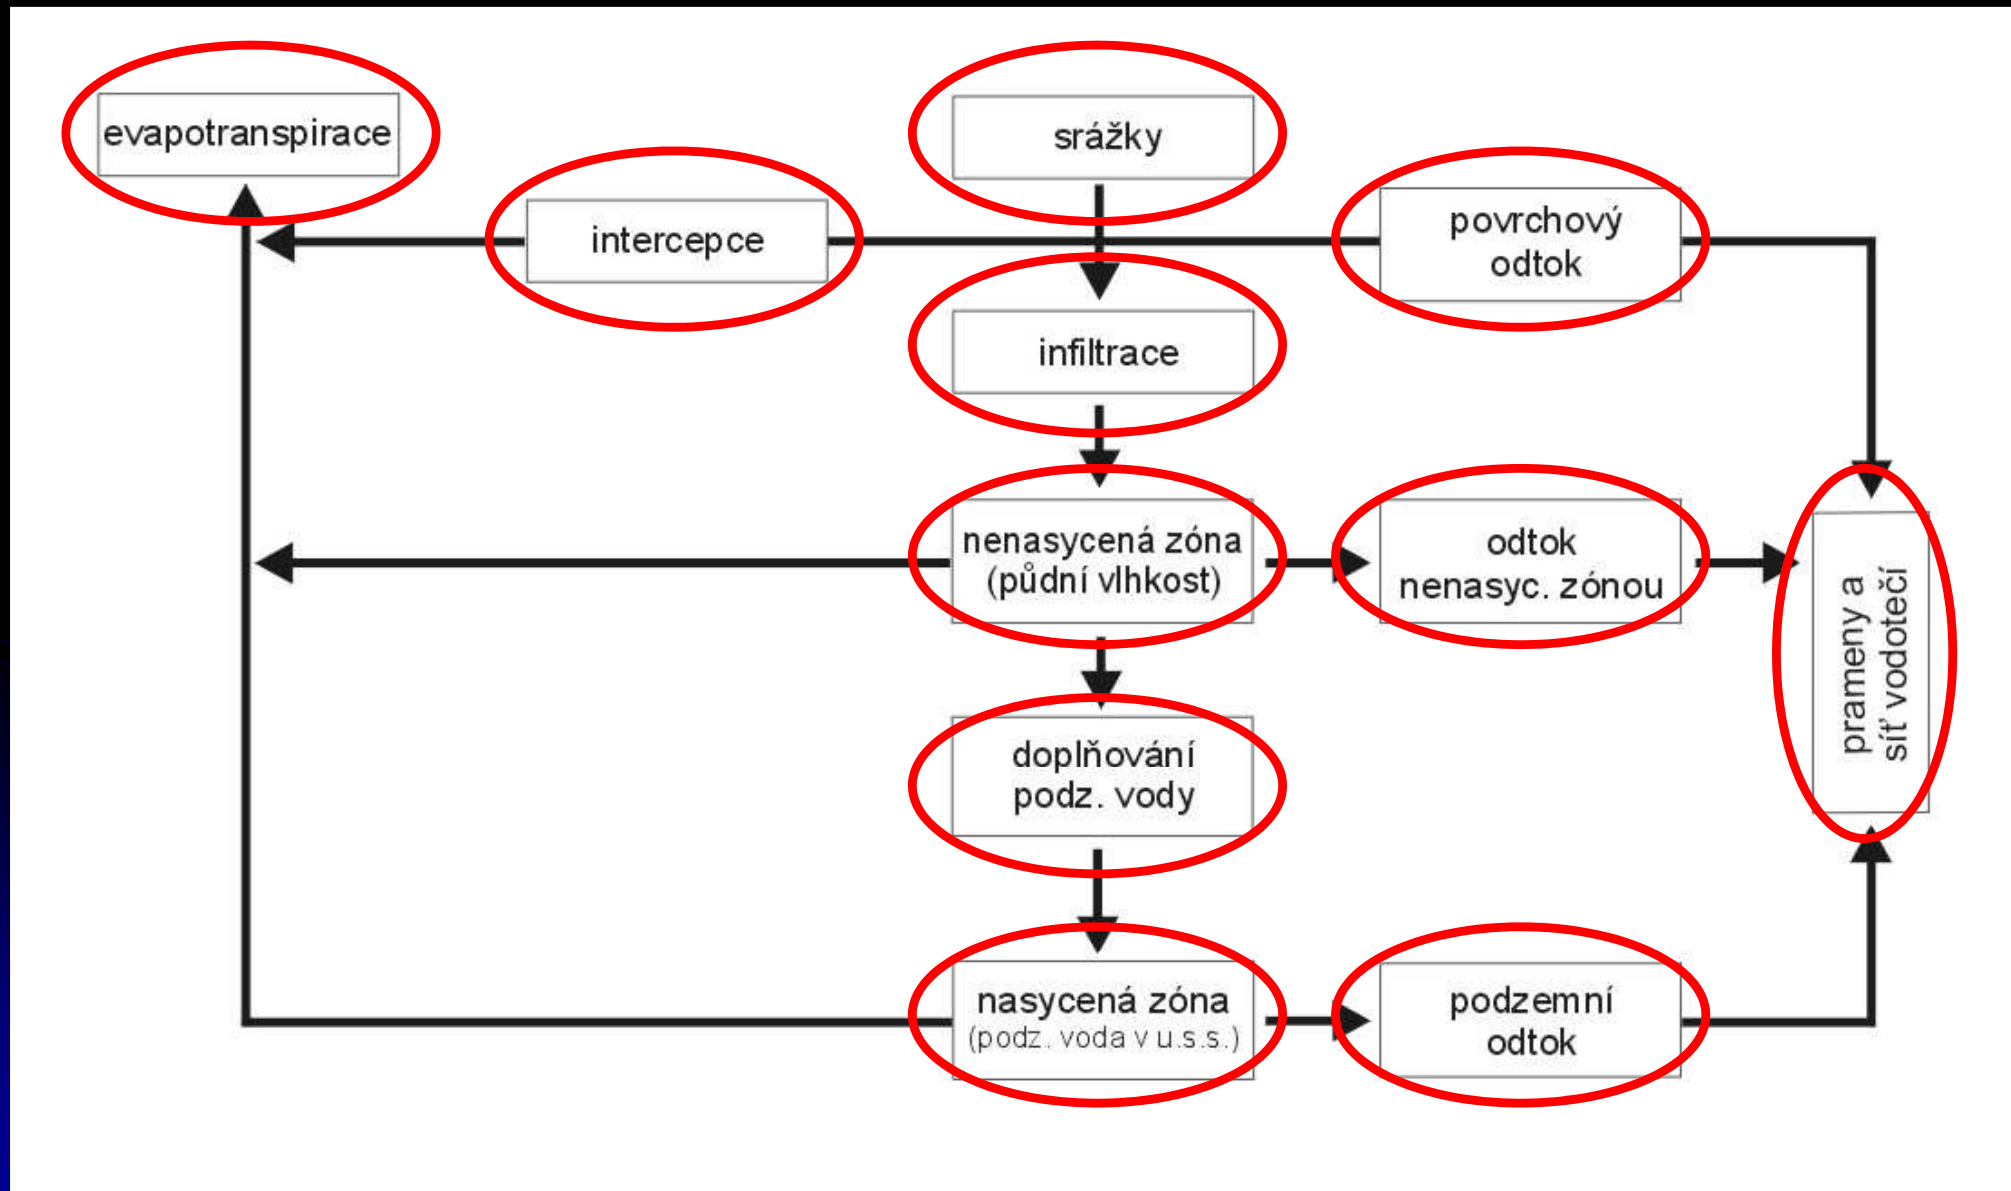 evapotranspirace
srážky
intercepce
povrchový
odtok
infiltrace
nenasycená zóna
(půdní vlhkost)
odtok
nenasyc. zónou
prameny a
síť vodotečí
doplňování
podz. vody
nasycená zóna
(podz. voda v u.s.s.)
podzemní
odtok